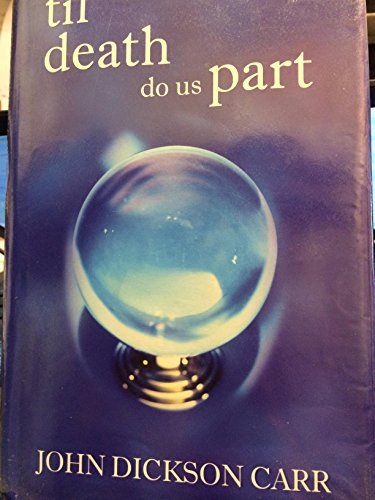 til
death
do us part
JOHN DICKSON CARR